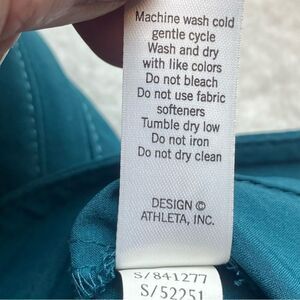 Machine wash cold
gentle cycle
Wash and dry
with like colors
Do not bleach
Do not use fabric
softeners
Tumble dry low
Do not iron
Do not dry clean
DESIGN ©
ATHLETA, INC.
S/841277
S/52251